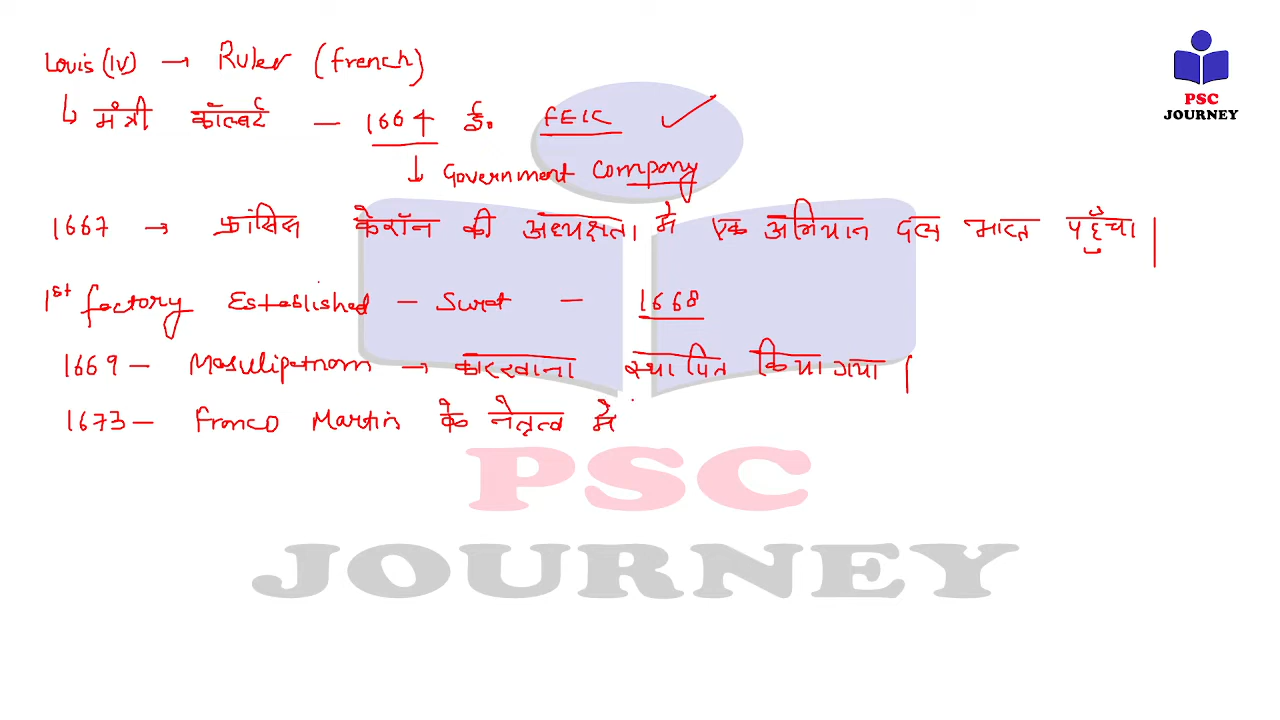 Louis (IV) → Ruler (french)
↳ मंत्री कॉल्बर्ट – 1664 ई. FEIC ✓
↓ Government Company
1667 → फ्रांसिस केरॉन की अध्यक्षता में एक अभियान दल भारत पहुँचा।
1st factory Established – Surat – 1668
1669 – Masulipatnam → कारखाना स्थापित किया गया।
1673 – Franco Martin के नेतृत्व में
PSC
JOURNEY
PSC
JOURNEY